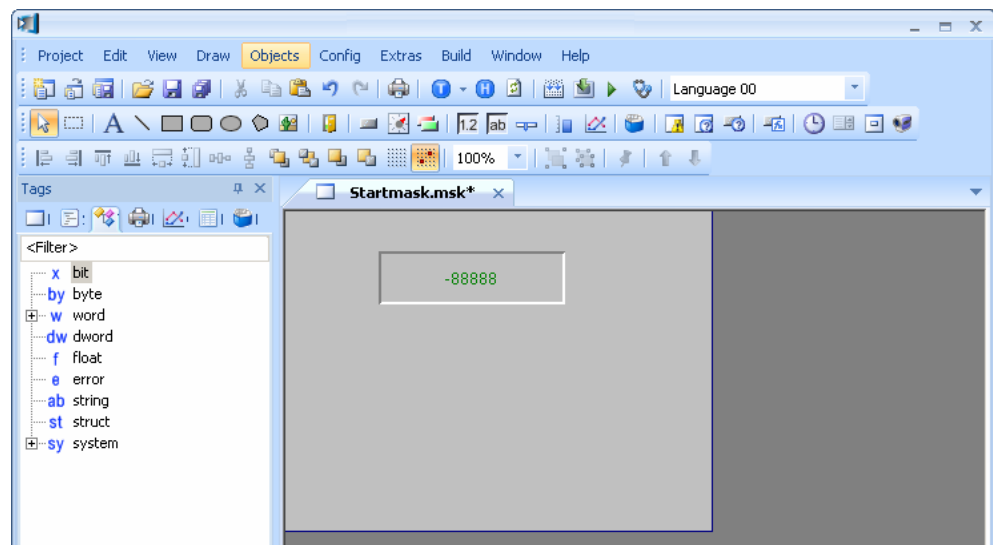 Project Edit View Draw Objects Config Extras Build Window Help
T H Language 00
A 1.2 ab
100%
Tags
Startmask.msk*
<Filter>
x bit
by byte
w word
dw dword
f float
e error
ab string
st struct
sy system
-88888